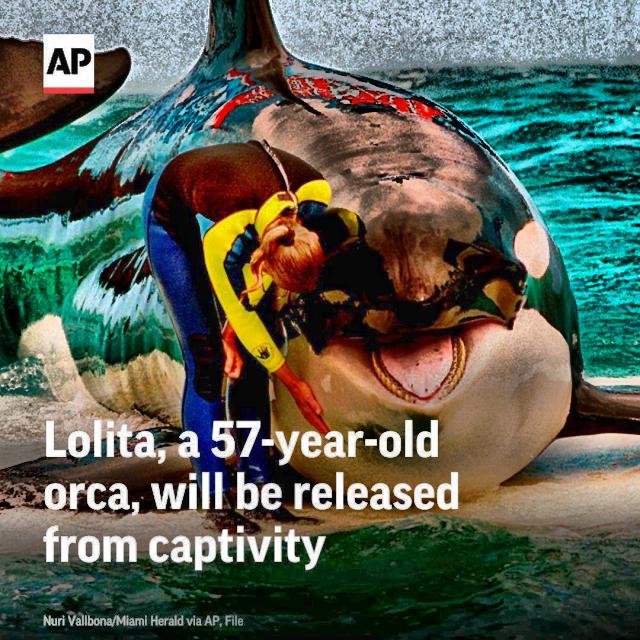 AP
Lolita, a 57-year-old
orca, will be released
from captivity
Nuri Vallbona/Miami Herald via AP, File